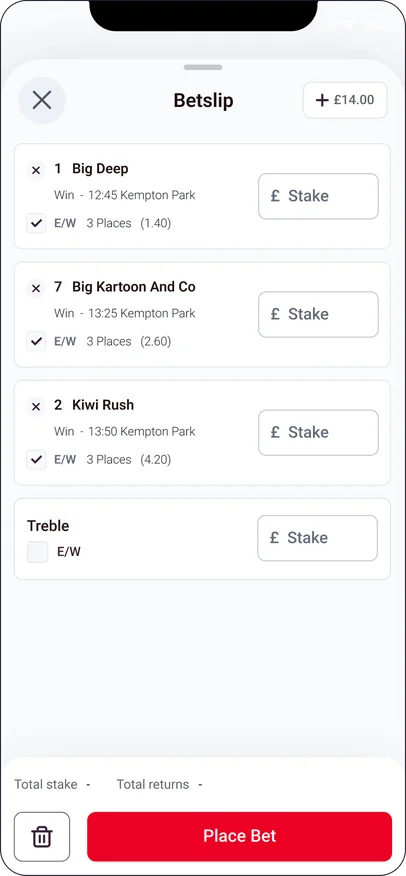 Betslip
£14.00
1 Big Deep
Win - 12:45 Kempton Park
E/W 3 Places (1.40)
£ Stake
7 Big Kartoon And Co
Win - 13:25 Kempton Park
E/W 3 Places (2.60)
£ Stake
2 Kiwi Rush
Win - 13:50 Kempton Park
E/W 3 Places (4.20)
£ Stake
Treble
E/W
£ Stake
Total stake - Total returns -
Place Bet